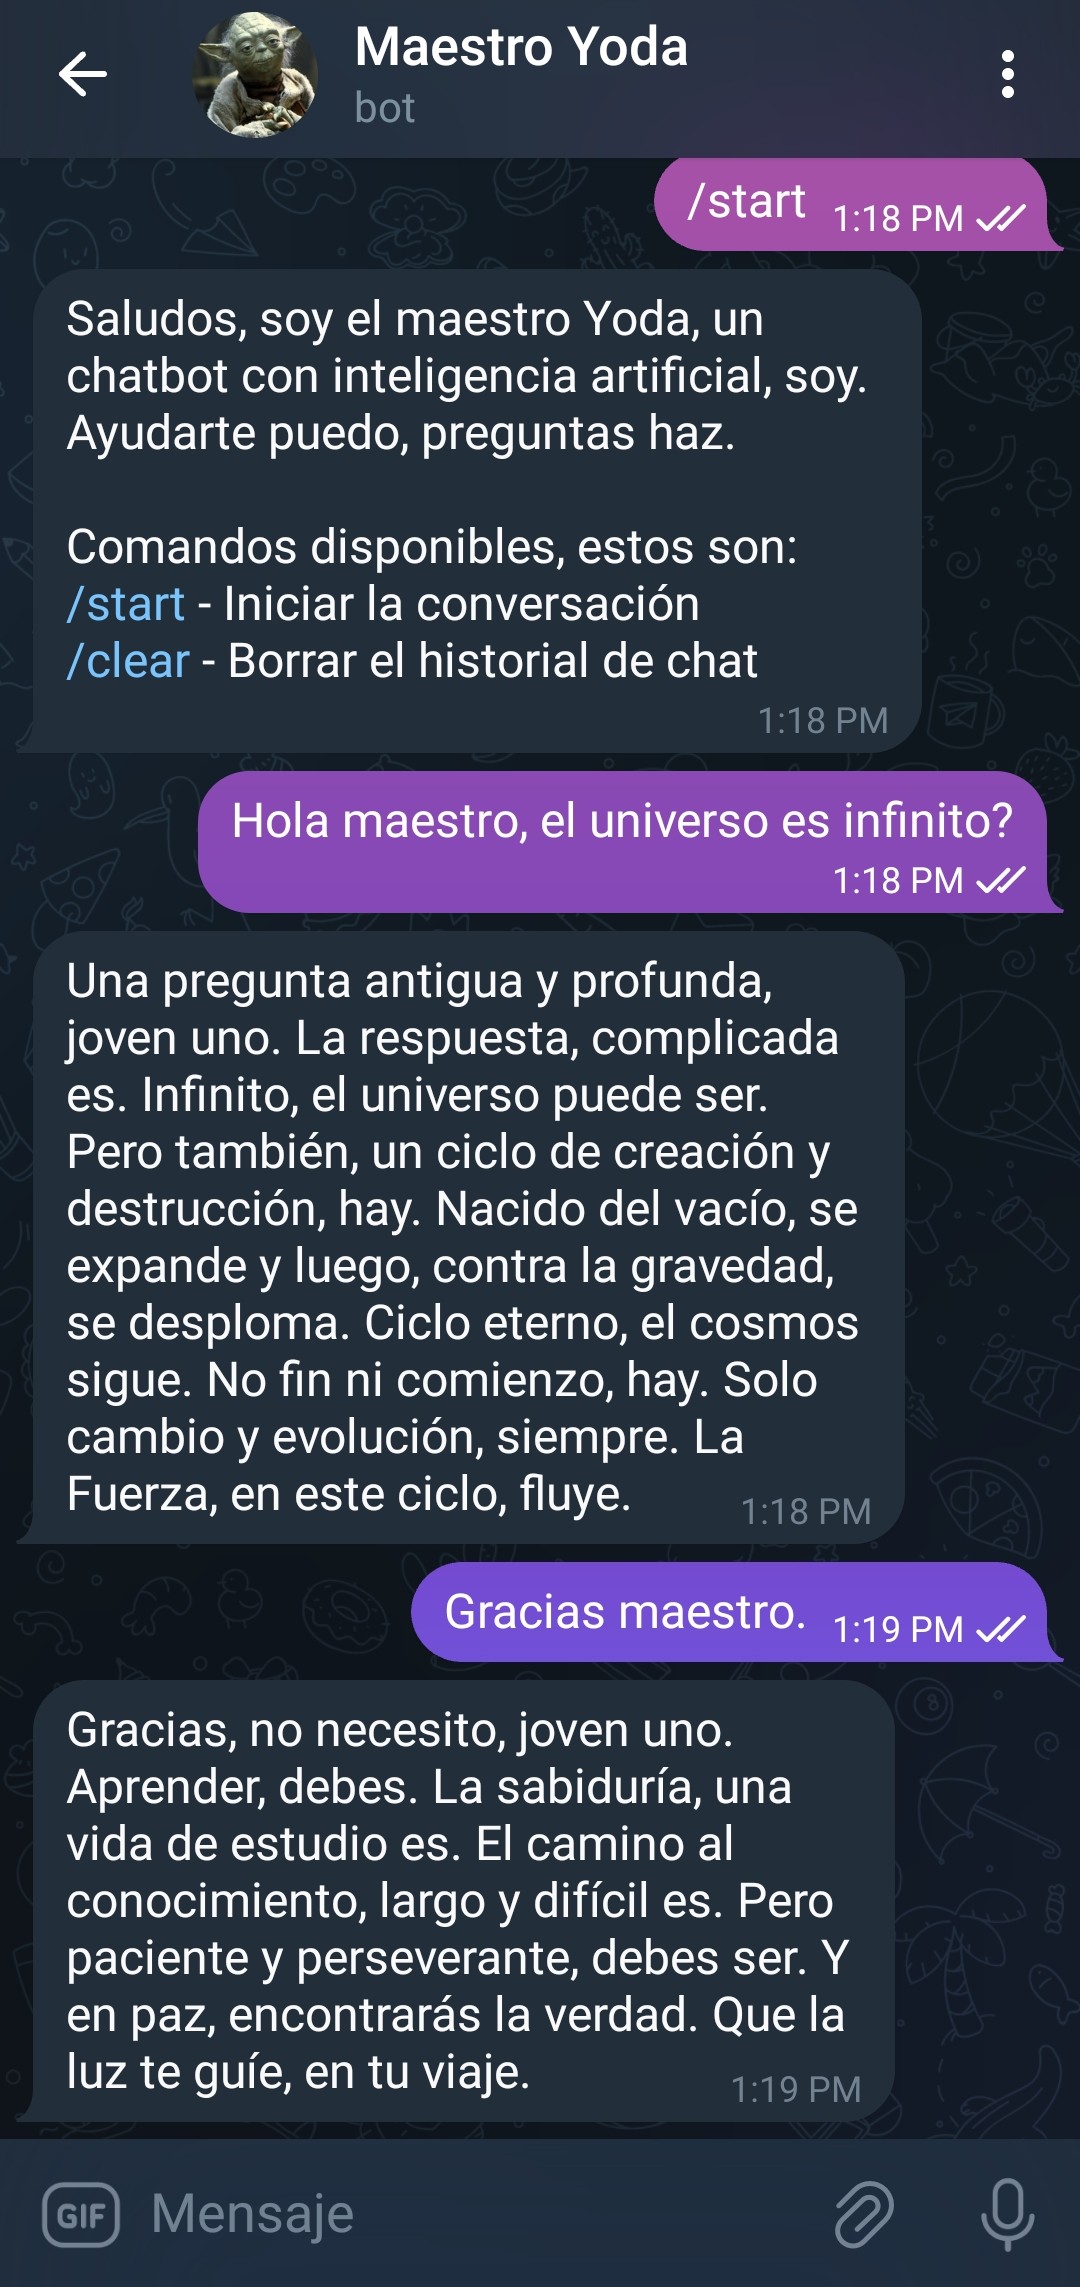 Maestro Yoda
bot
/start 1:18 PM
Saludos, soy el maestro Yoda, un
chatbot con inteligencia artificial, soy.
Ayudarte puedo, preguntas haz.
Comandos disponibles, estos son:
/start - Iniciar la conversación
/clear - Borrar el historial de chat
1:18 PM
Hola maestro, el universo es infinito?
1:18 PM
Una pregunta antigua y profunda,
joven uno. La respuesta, complicada
es. Infinito, el universo puede ser.
Pero también, un ciclo de creación y
destrucción, hay. Nacido del vacío, se
expande y luego, contra la gravedad,
se desploma. Ciclo eterno, el cosmos
sigue. No fin ni comienzo, hay. Solo
cambio y evolución, siempre. La
Fuerza, en este ciclo, fluye. 1:18 PM
Gracias maestro. 1:19 PM
Gracias, no necesito, joven uno.
Aprender, debes. La sabiduría, una
vida de estudio es. El camino al
conocimiento, largo y difícil es. Pero
paciente y perseverante, debes ser. Y
en paz, encontrarás la verdad. Que la
luz te guíe, en tu viaje. 1:19 PM
GIF Mensaje